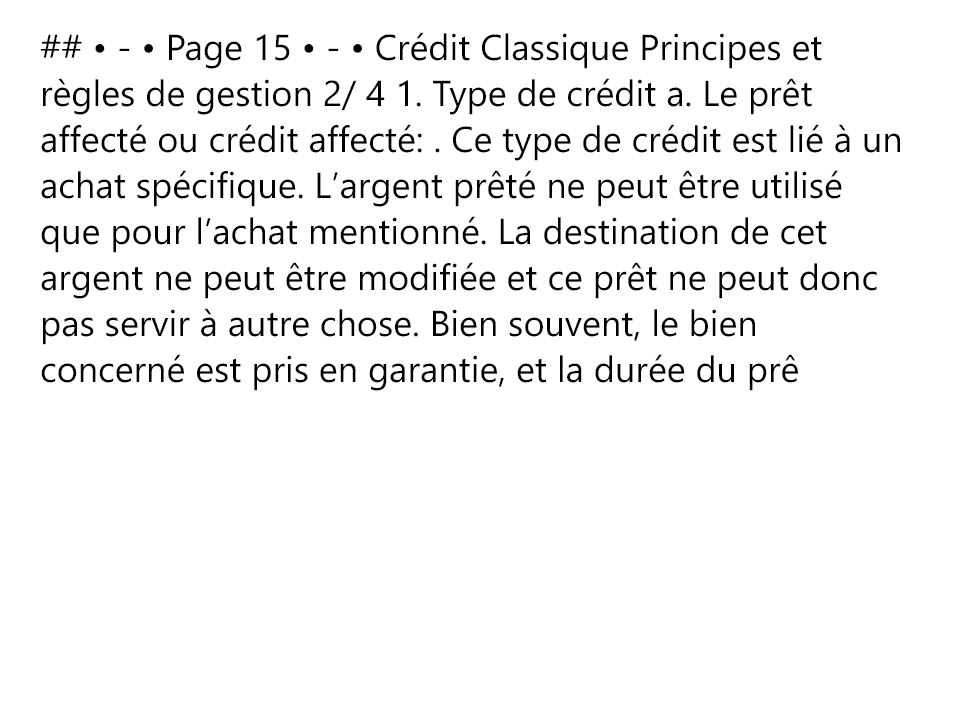 ## • - • Page 15 • - • Crédit Classique Principes et
règles de gestion 2/ 4 1. Type de crédit a. Le prêt
affecté ou crédit affecté: . Ce type de crédit est lié à un
achat spécifique. L’argent prêté ne peut être utilisé
que pour l’achat mentionné. La destination de cet
argent ne peut être modifiée et ce prêt ne peut donc
pas servir à autre chose. Bien souvent, le bien
concerné est pris en garantie, et la durée du prê